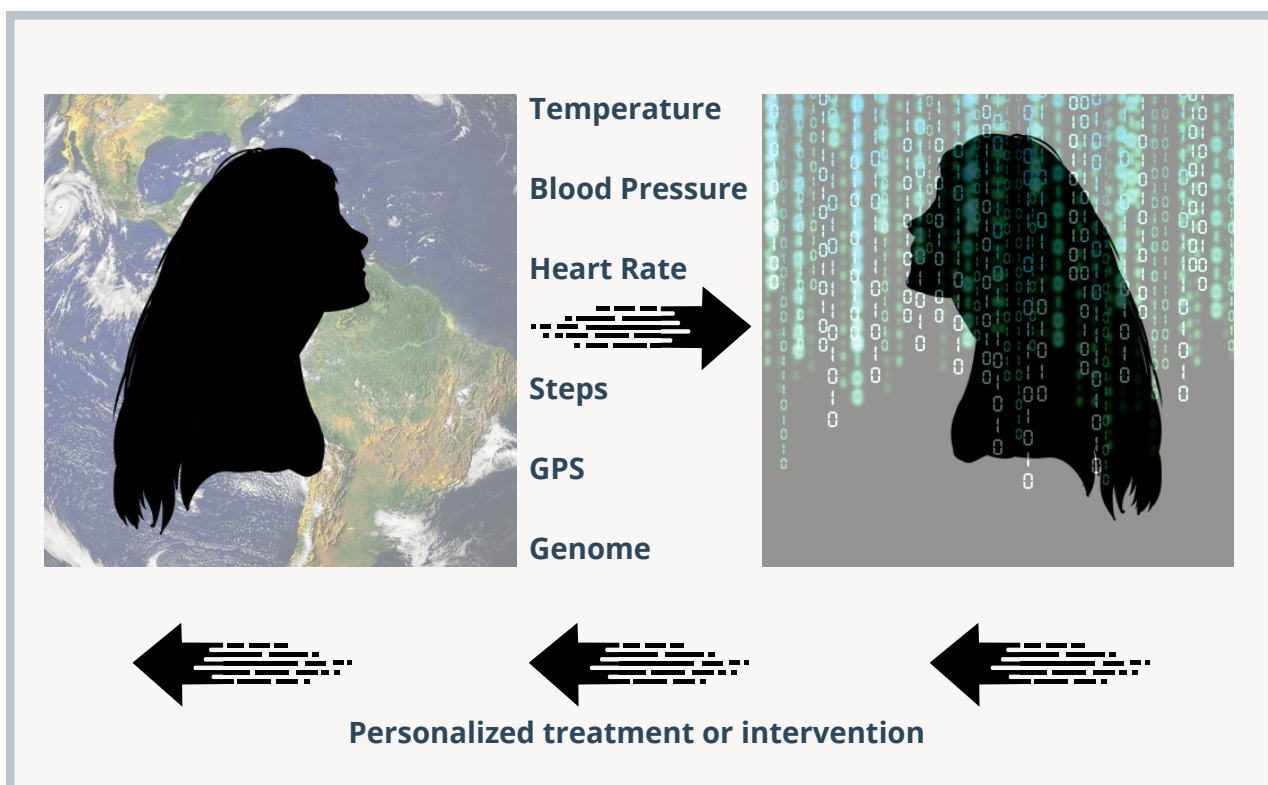 Temperature
Blood Pressure
Heart Rate
Steps
GPS
Genome
Personalized treatment or intervention